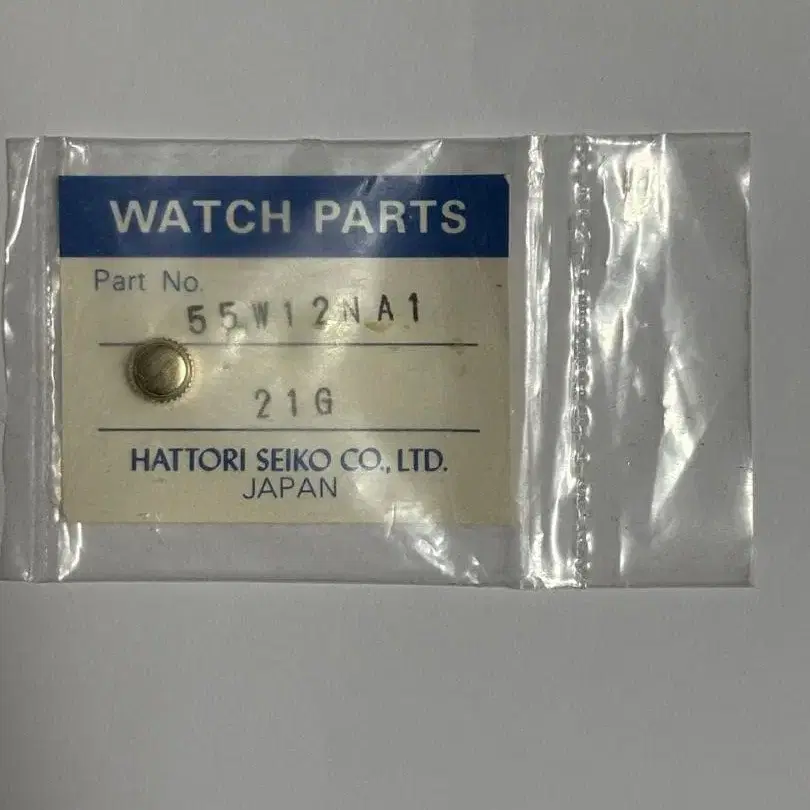 WATCH PARTS
Part No.
55W12NA1
21G
HATTORI SEIKO CO., LTD.
JAPAN